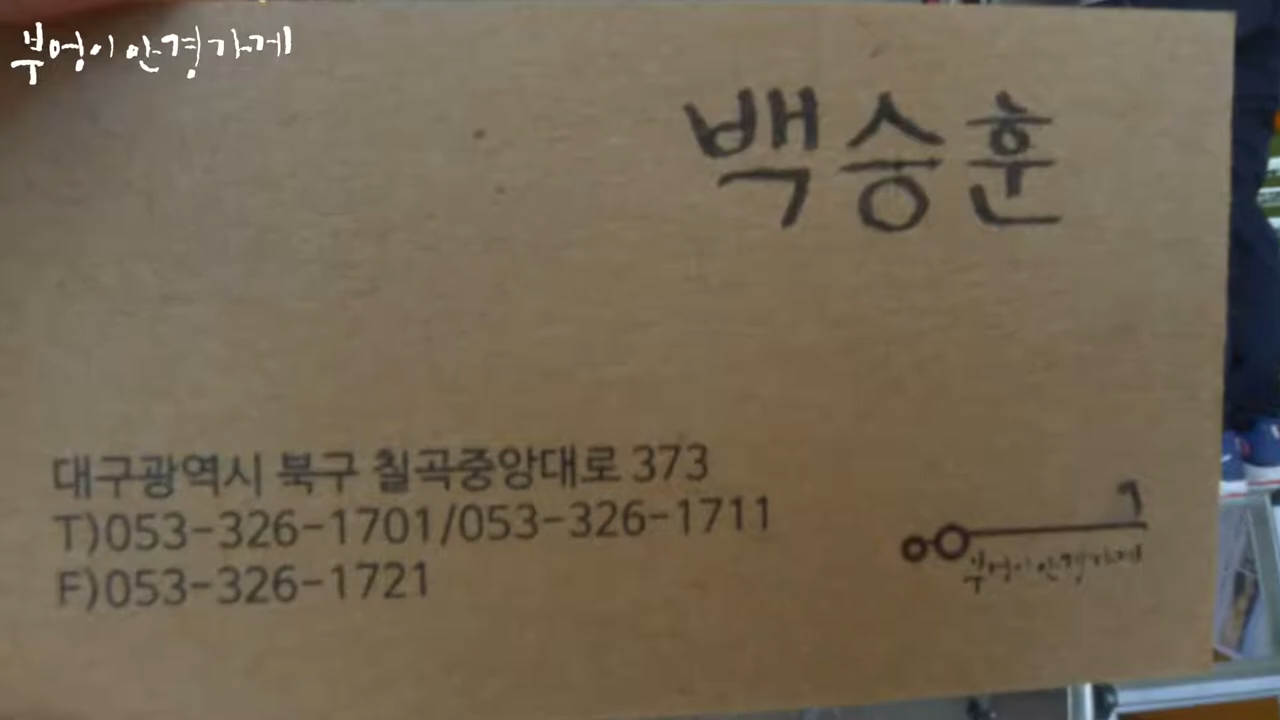 부엉이안경가게
백승훈
대구광역시 북구 칠곡중앙대로 373
T)053-326-1701/053-326-1711
F)053-326-1721
부엉이안경가게